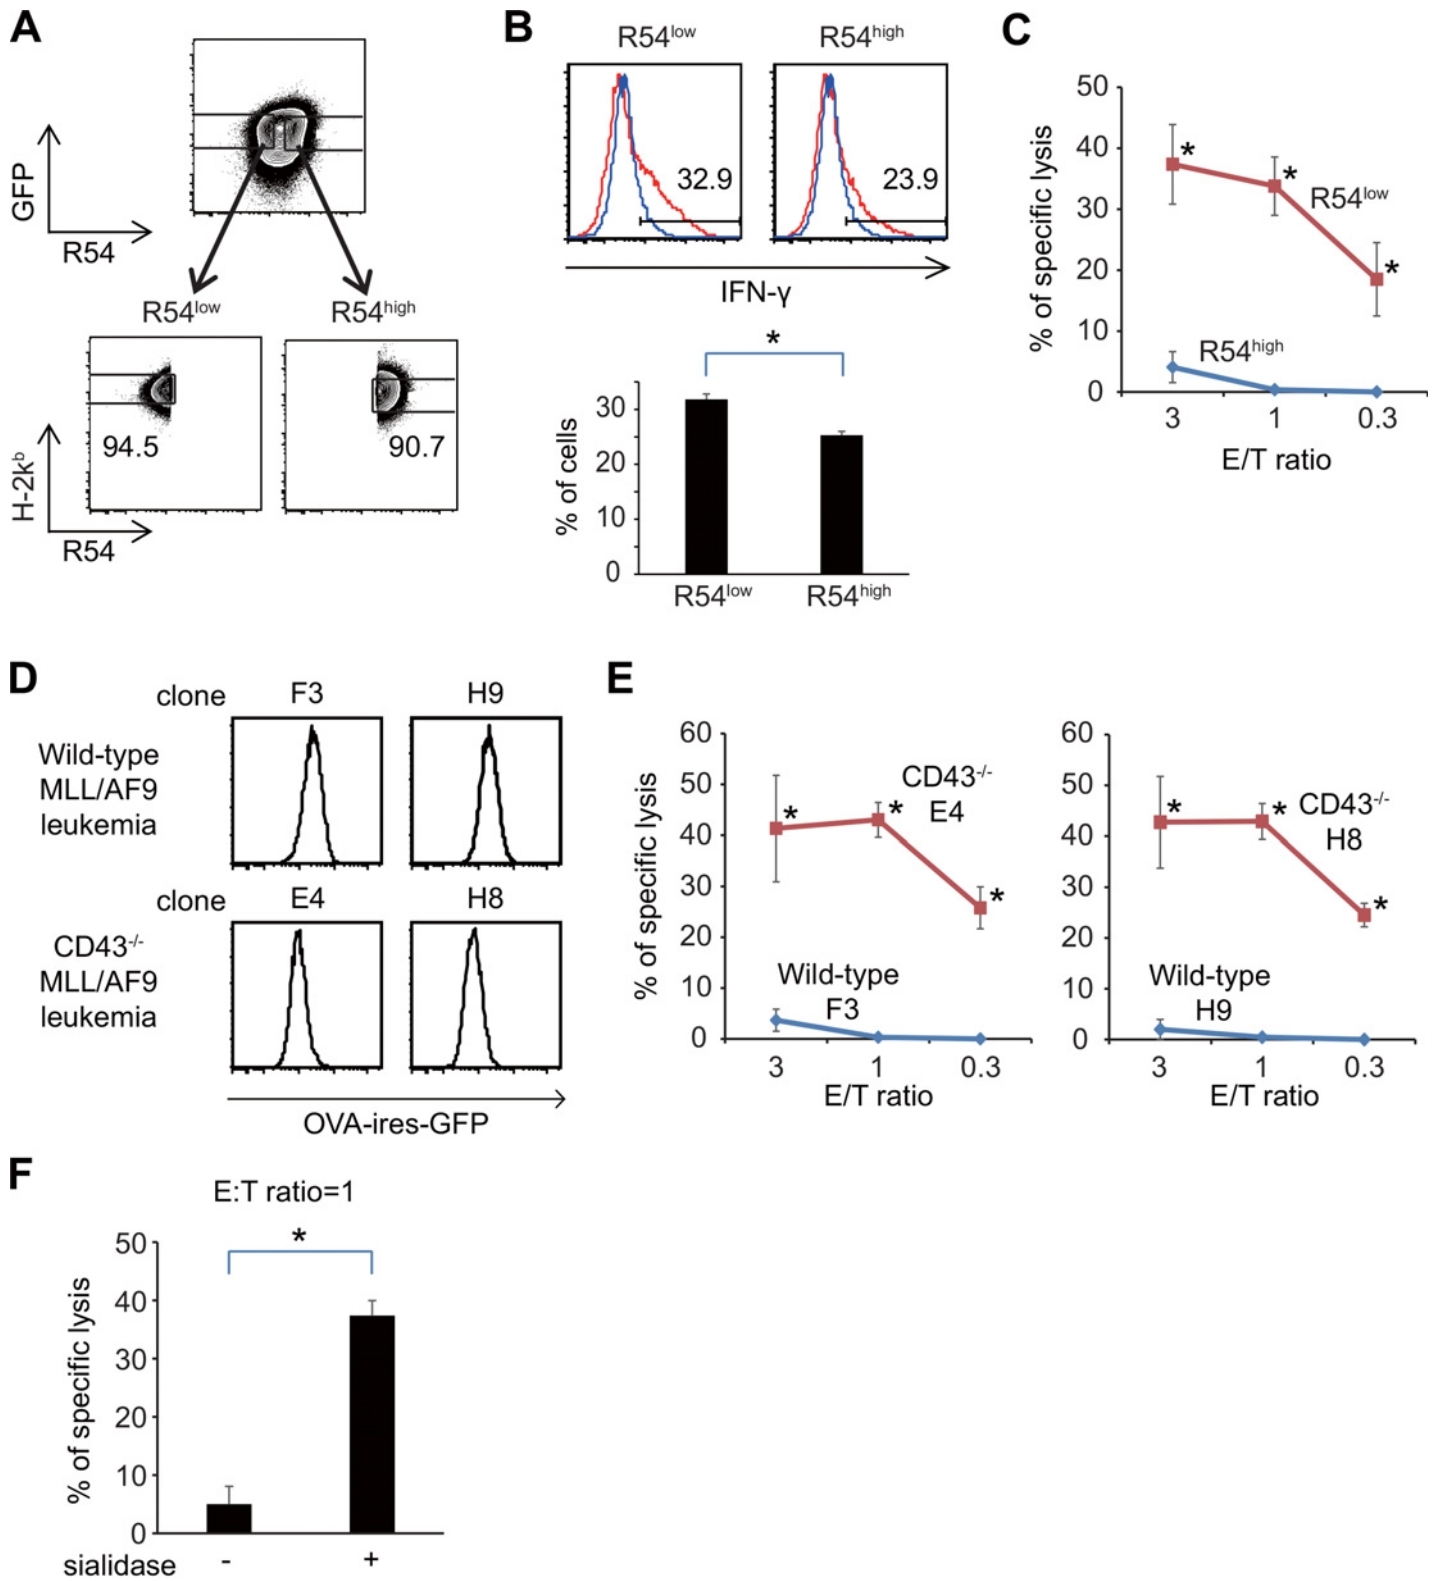 A
GFP
R54
R54low
R54high
94.5
90.7
H-2kb
R54
B
R54low
R54high
32.9
23.9
IFN-γ
*
% of cells
30
20
10
0
R54low
R54high
C
% of specific lysis
50
40
30
20
10
0
*
*
*
R54low
R54high
3
1
0.3
E/T ratio
D
clone
F3
H9
Wild-type
MLL/AF9
leukemia
clone
E4
H8
CD43-/-
MLL/AF9
leukemia
OVA-ires-GFP
E
% of specific lysis
60
50
40
30
20
10
0
*
*
*
CD43-/-
E4
Wild-type
F3
3
1
0.3
E/T ratio
60
50
40
30
20
10
0
*
*
*
CD43-/-
H8
Wild-type
H9
3
1
0.3
E/T ratio
F
E:T ratio=1
*
% of specific lysis
50
40
30
20
10
0
sialidase
-
+